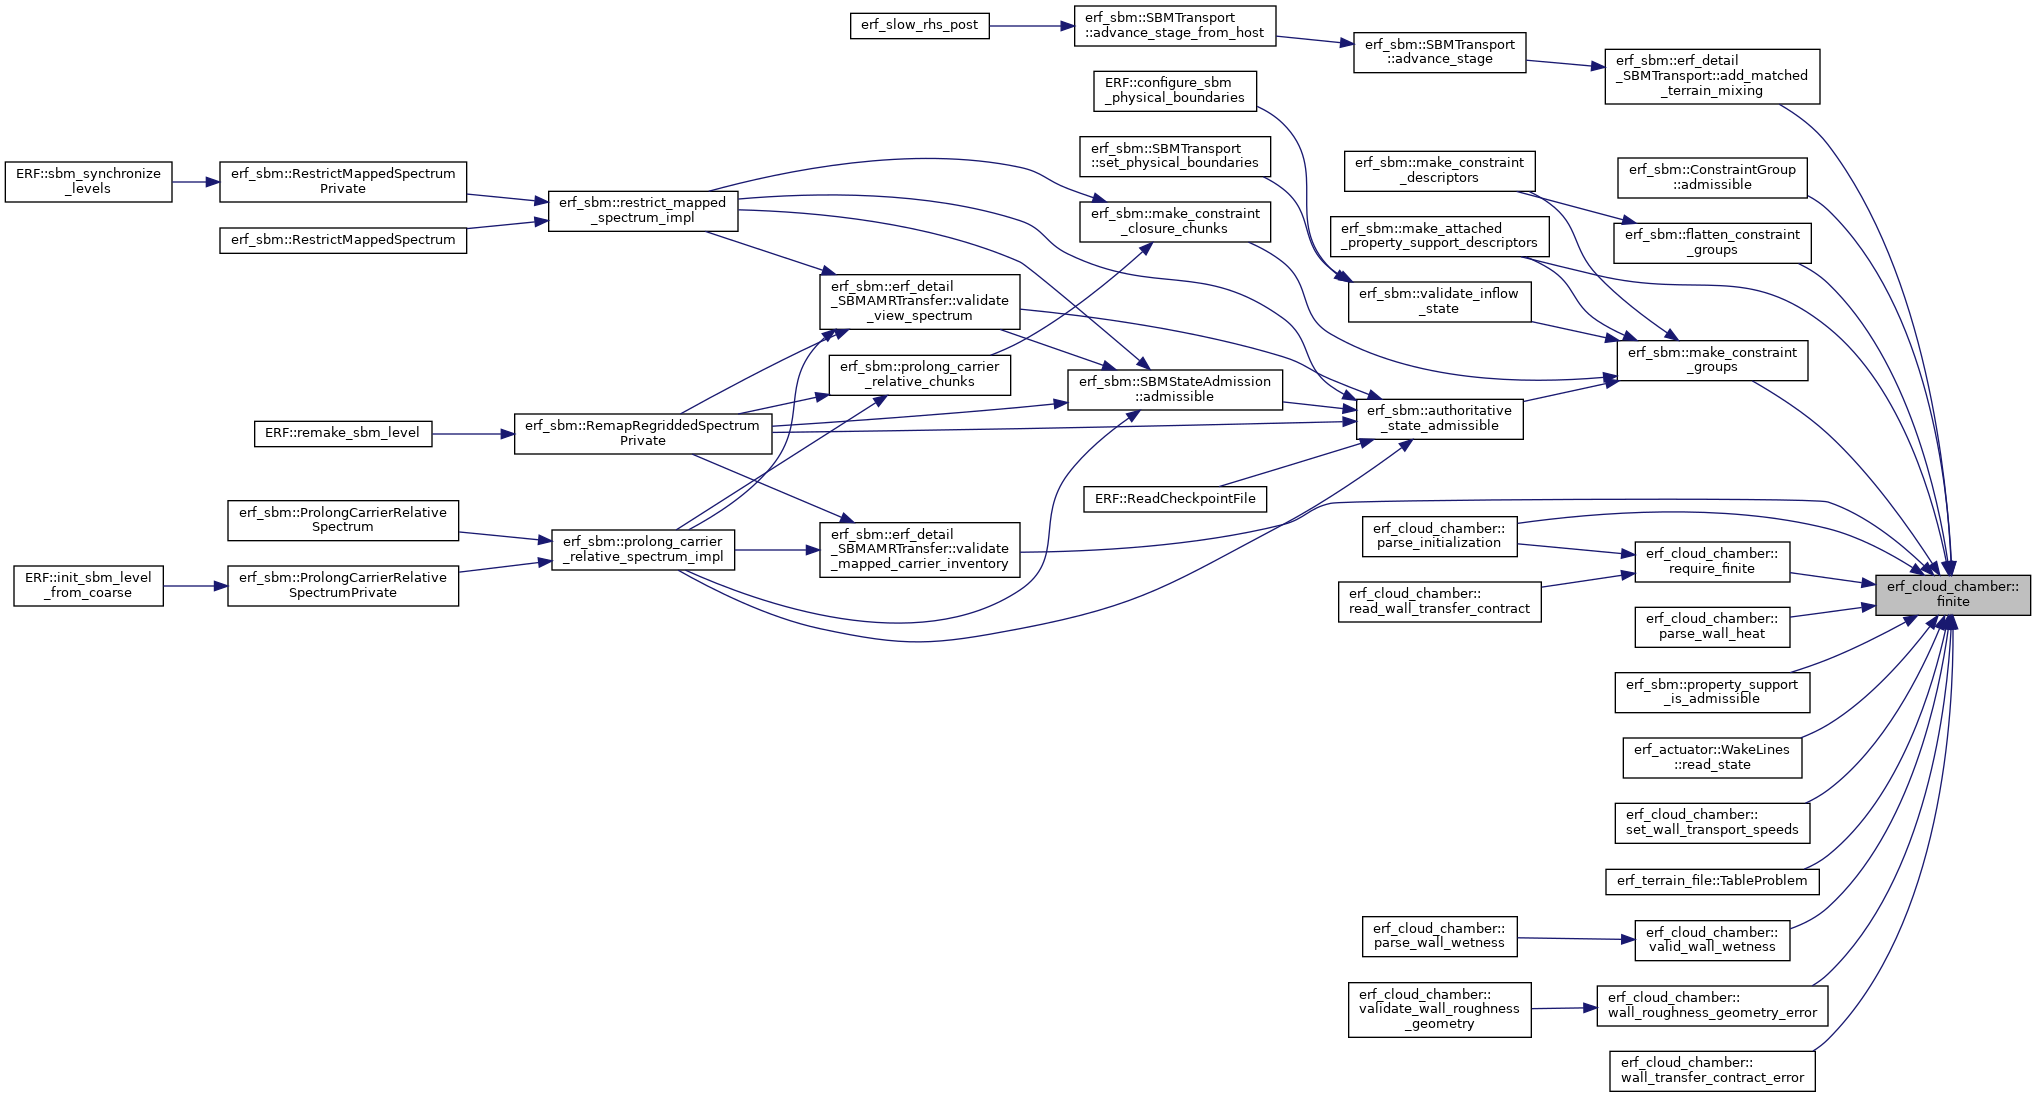 erf_slow_rhs_post
erf_sbm::SBMTransport
::advance_stage_from_host
erf_sbm::SBMTransport
::advance_stage
erf_sbm::erf_detail
_SBMTransport::add_matched
_terrain_mixing
ERF::configure_sbm
_physical_boundaries
erf_sbm::SBMTransport
::set_physical_boundaries
erf_sbm::make_constraint
_descriptors
erf_sbm::ConstraintGroup
::admissible
ERF::sbm_synchronize
_levels
erf_sbm::RestrictMappedSpectrum
Private
erf_sbm::restrict_mapped
_spectrum_impl
erf_sbm::make_constraint
_closure_chunks
erf_sbm::make_attached
_property_support_descriptors
erf_sbm::flatten_constraint
_groups
erf_sbm::RestrictMappedSpectrum
erf_sbm::erf_detail
_SBMAMRTransfer::validate
_view_spectrum
erf_sbm::validate_inflow
_state
erf_sbm::make_constraint
_groups
erf_sbm::prolong_carrier
_relative_chunks
erf_sbm::SBMStateAdmission
::admissible
erf_sbm::authoritative
_state_admissible
ERF::remake_sbm_level
erf_sbm::RemapRegriddedSpectrum
Private
ERF::ReadCheckpointFile
erf_sbm::ProlongCarrierRelative
Spectrum
erf_sbm::prolong_carrier
_relative_spectrum_impl
erf_sbm::erf_detail
_SBMAMRTransfer::validate
_mapped_carrier_inventory
erf_cloud_chamber::
parse_initialization
erf_cloud_chamber::
require_finite
ERF::init_sbm_level
_from_coarse
erf_sbm::ProlongCarrierRelative
SpectrumPrivate
erf_cloud_chamber::
read_wall_transfer_contract
erf_cloud_chamber::
finite
erf_cloud_chamber::
parse_wall_heat
erf_sbm::property_support
_is_admissible
erf_actuator::WakeLines
::read_state
erf_cloud_chamber::
set_wall_transport_speeds
erf_terrain_file::TableProblem
erf_cloud_chamber::
parse_wall_wetness
erf_cloud_chamber::
valid_wall_wetness
erf_cloud_chamber::
validate_wall_roughness
_geometry
erf_cloud_chamber::
wall_roughness_geometry_error
erf_cloud_chamber::
wall_transfer_contract_error